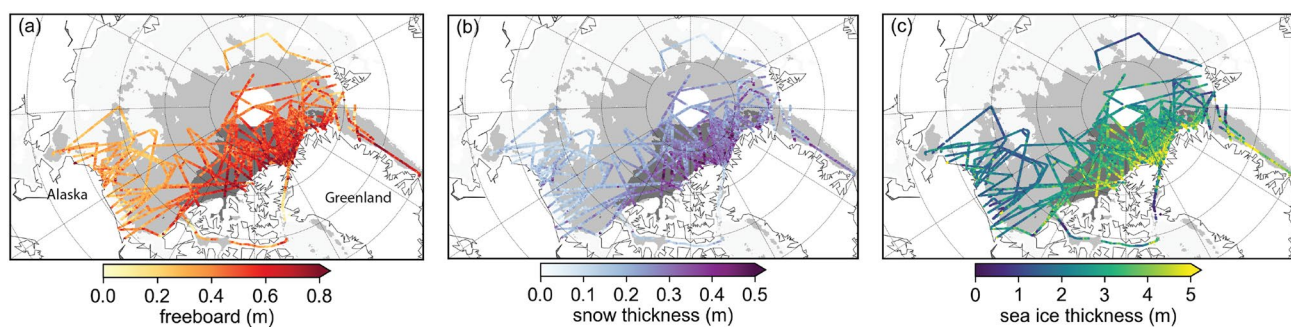 (a)
Alaska
Greenland
0.0 0.2 0.4 0.6 0.8
freeboard (m)
(b)
0.0 0.1 0.2 0.3 0.4 0.5
snow thickness (m)
(c)
0 1 2 3 4 5
sea ice thickness (m)